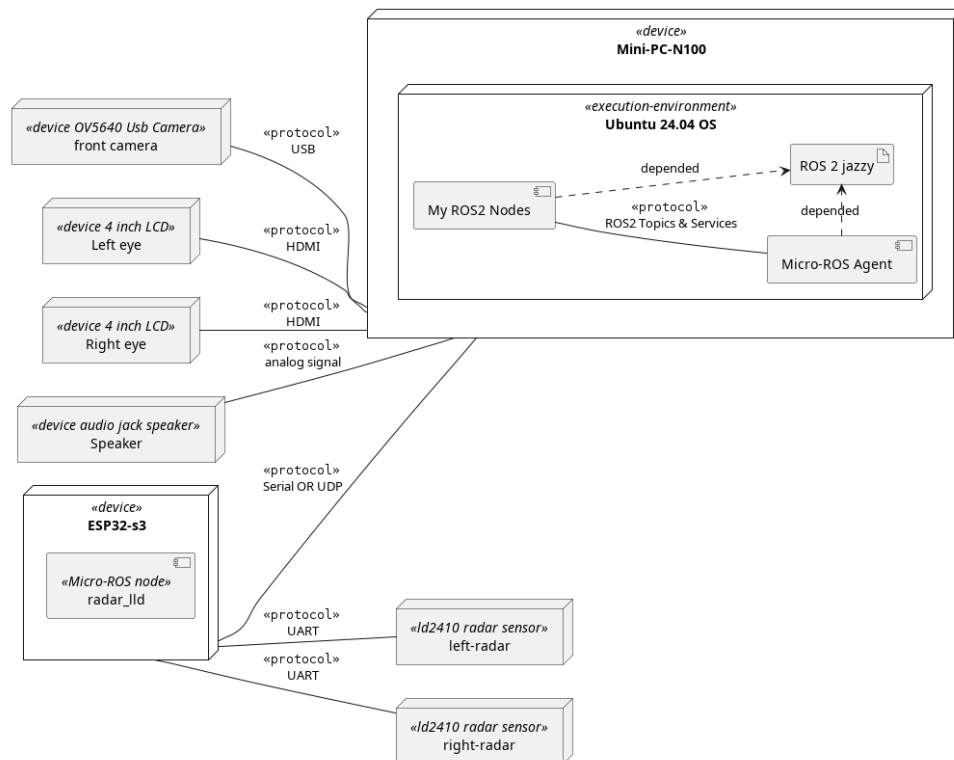 «device»
Mini-PC-N100
«execution-environment»
Ubuntu 24.04 OS
ROS 2 jazzy
depended
My ROS2 Nodes
«protocol»
ROS2 Topics & Services
depended
Micro-ROS Agent
«device OV5640 Usb Camera»
front camera
«protocol»
USB
«device 4 inch LCD»
Left eye
«protocol»
HDMI
«device 4 inch LCD»
Right eye
«protocol»
HDMI
«protocol»
analog signal
«device audio jack speaker»
Speaker
«protocol»
Serial OR UDP
«device»
ESP32-s3
«Micro-ROS node»
radar_lld
«protocol»
UART
«ld2410 radar sensor»
left-radar
«protocol»
UART
«ld2410 radar sensor»
right-radar